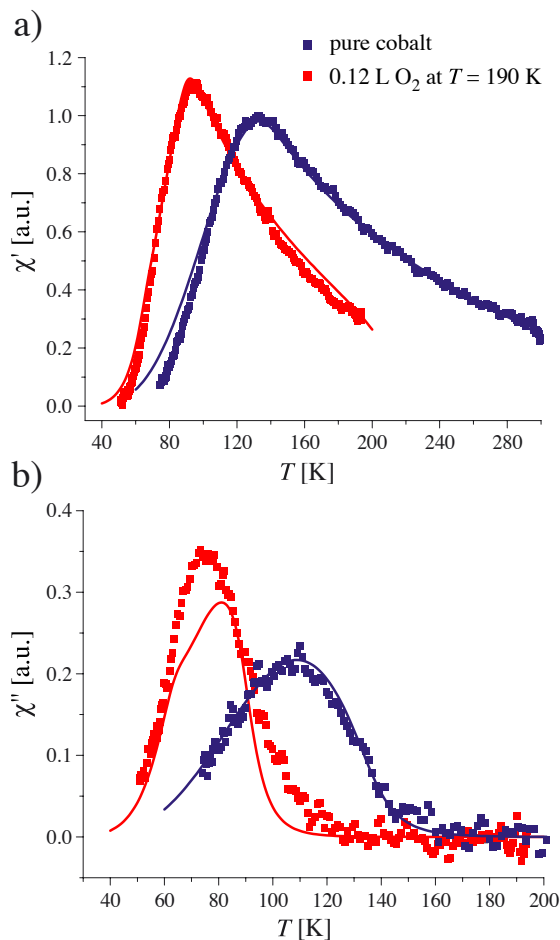 a)
pure cobalt
0.12 L O₂ at T = 190 K
1.2
1.0
0.8
0.6
0.4
0.2
0.0
χ' [a.u.]
40 80 120 160 200 240 280
T [K]
b)
0.4
0.3
0.2
0.1
0.0
χ'' [a.u.]
40 60 80 100 120 140 160 180 200
T [K]